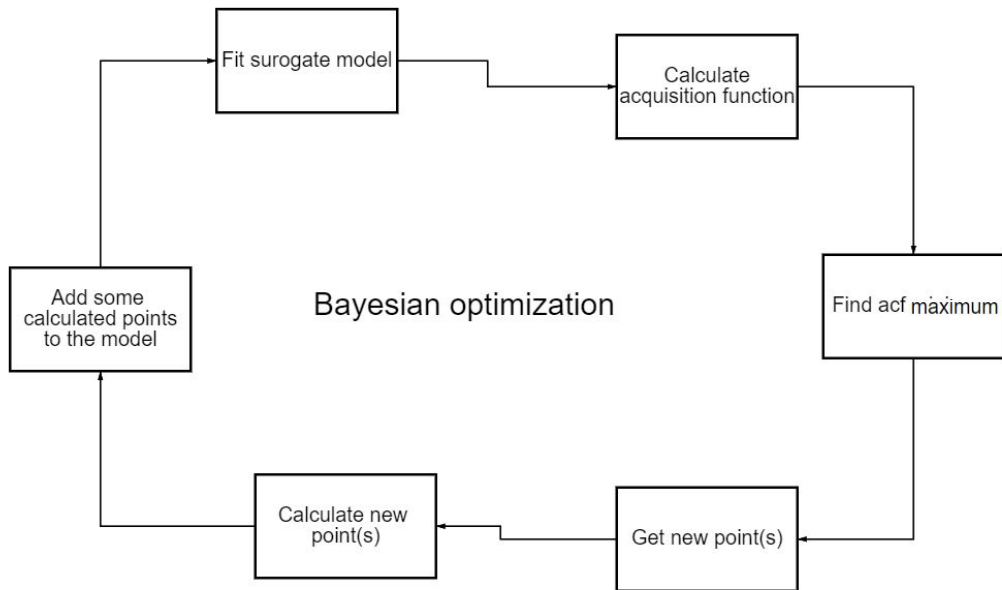 Fit surogate model
Calculate
acquisition function
Find acf maximum
Get new point(s)
Calculate new
point(s)
Add some
calculated points
to the model
Bayesian optimization